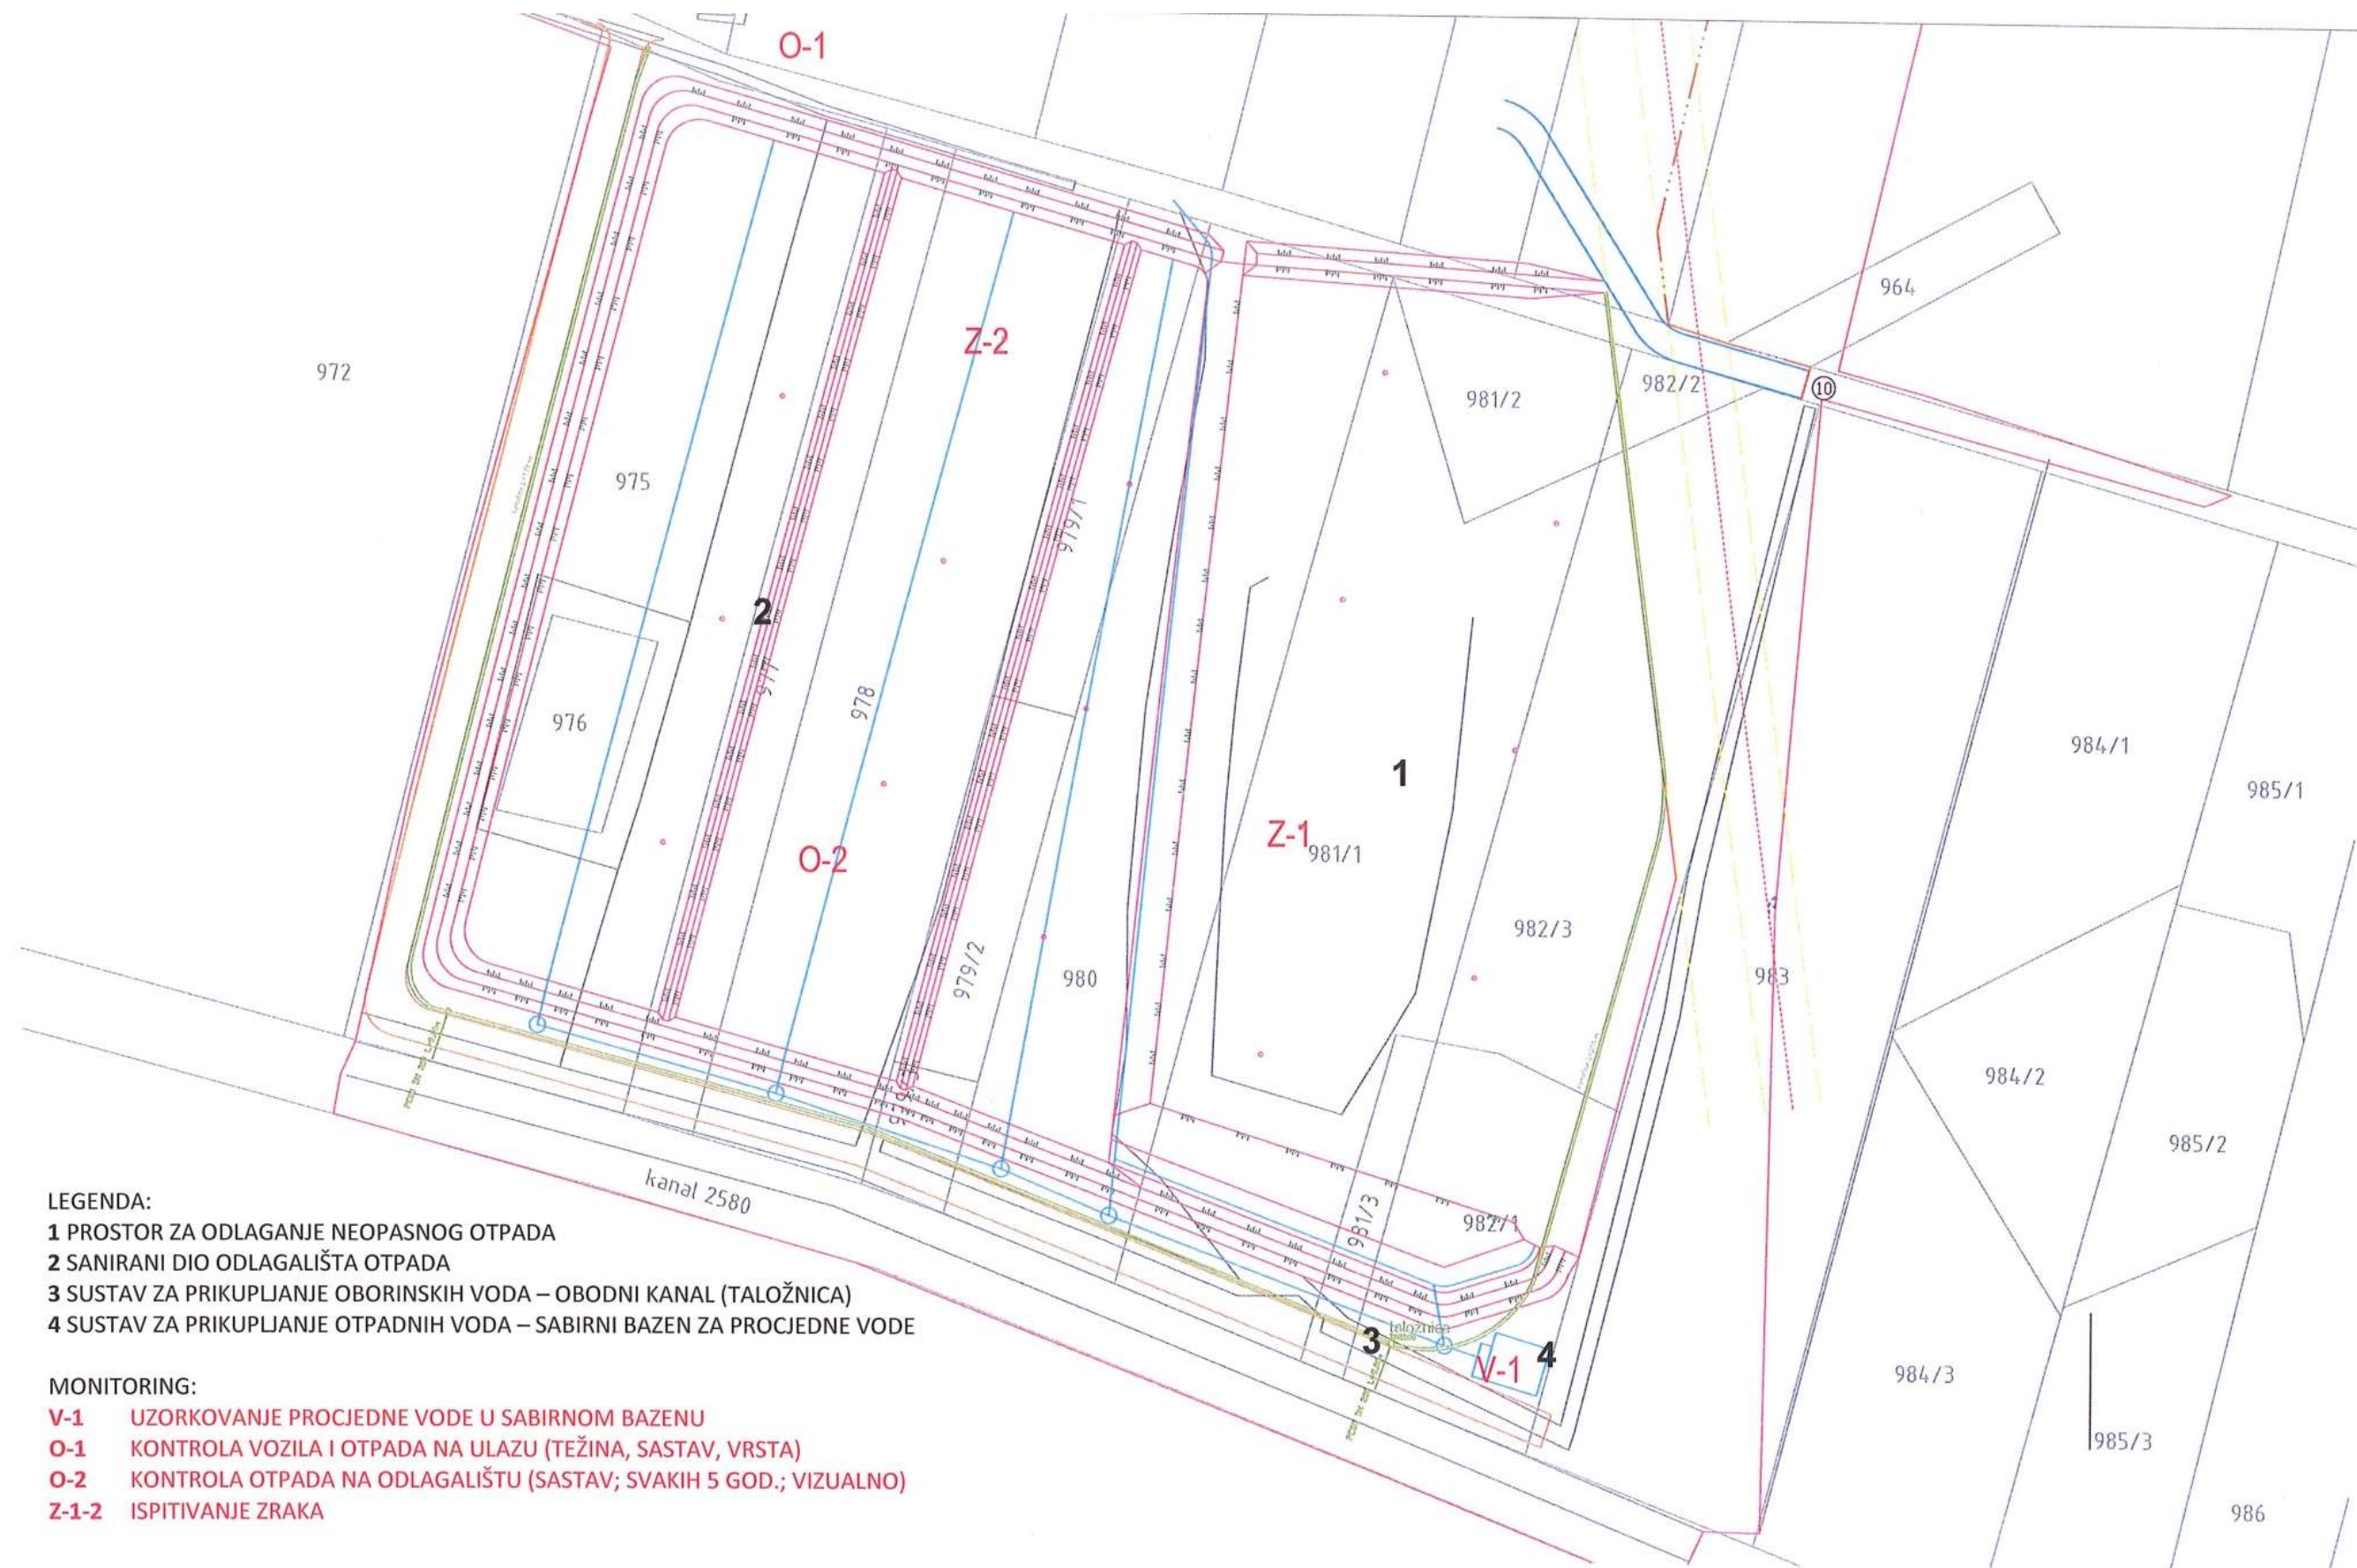 O-1
964
972
Z-2
981/2
982/2
10
975
979/1
2
977
978
976
984/1
1
985/1
Z-1
981/1
O-2
982/3
979/2
980
983
984/2
985/2
kanal 2580
981/3
982/1
taložnica
3
4
V-1
984/3
985/3
986
LEGENDA:
1 PROSTOR ZA ODLAGANJE NEOPASNOG OTPADA
2 SANIRANI DIO ODLAGALIŠTA OTPADA
3 SUSTAV ZA PRIKUPLJANJE OBORINSKIH VODA – OBODNI KANAL (TALOŽNICA)
4 SUSTAV ZA PRIKUPLJANJE OTPADNIH VODA – SABIRNI BAZEN ZA PROCJEDNE VODE
MONITORING:
V-1 UZORKOVANJE PROCJEDNE VODE U SABIRNOM BAZENU
O-1 KONTROLA VOZILA I OTPADA NA ULAZU (TEŽINA, SASTAV, VRSTA)
O-2 KONTROLA OTPADA NA ODLAGALIŠTU (SASTAV; SVAKIH 5 GOD.; VIZUALNO)
Z-1-2 ISPITIVANJE ZRAKA